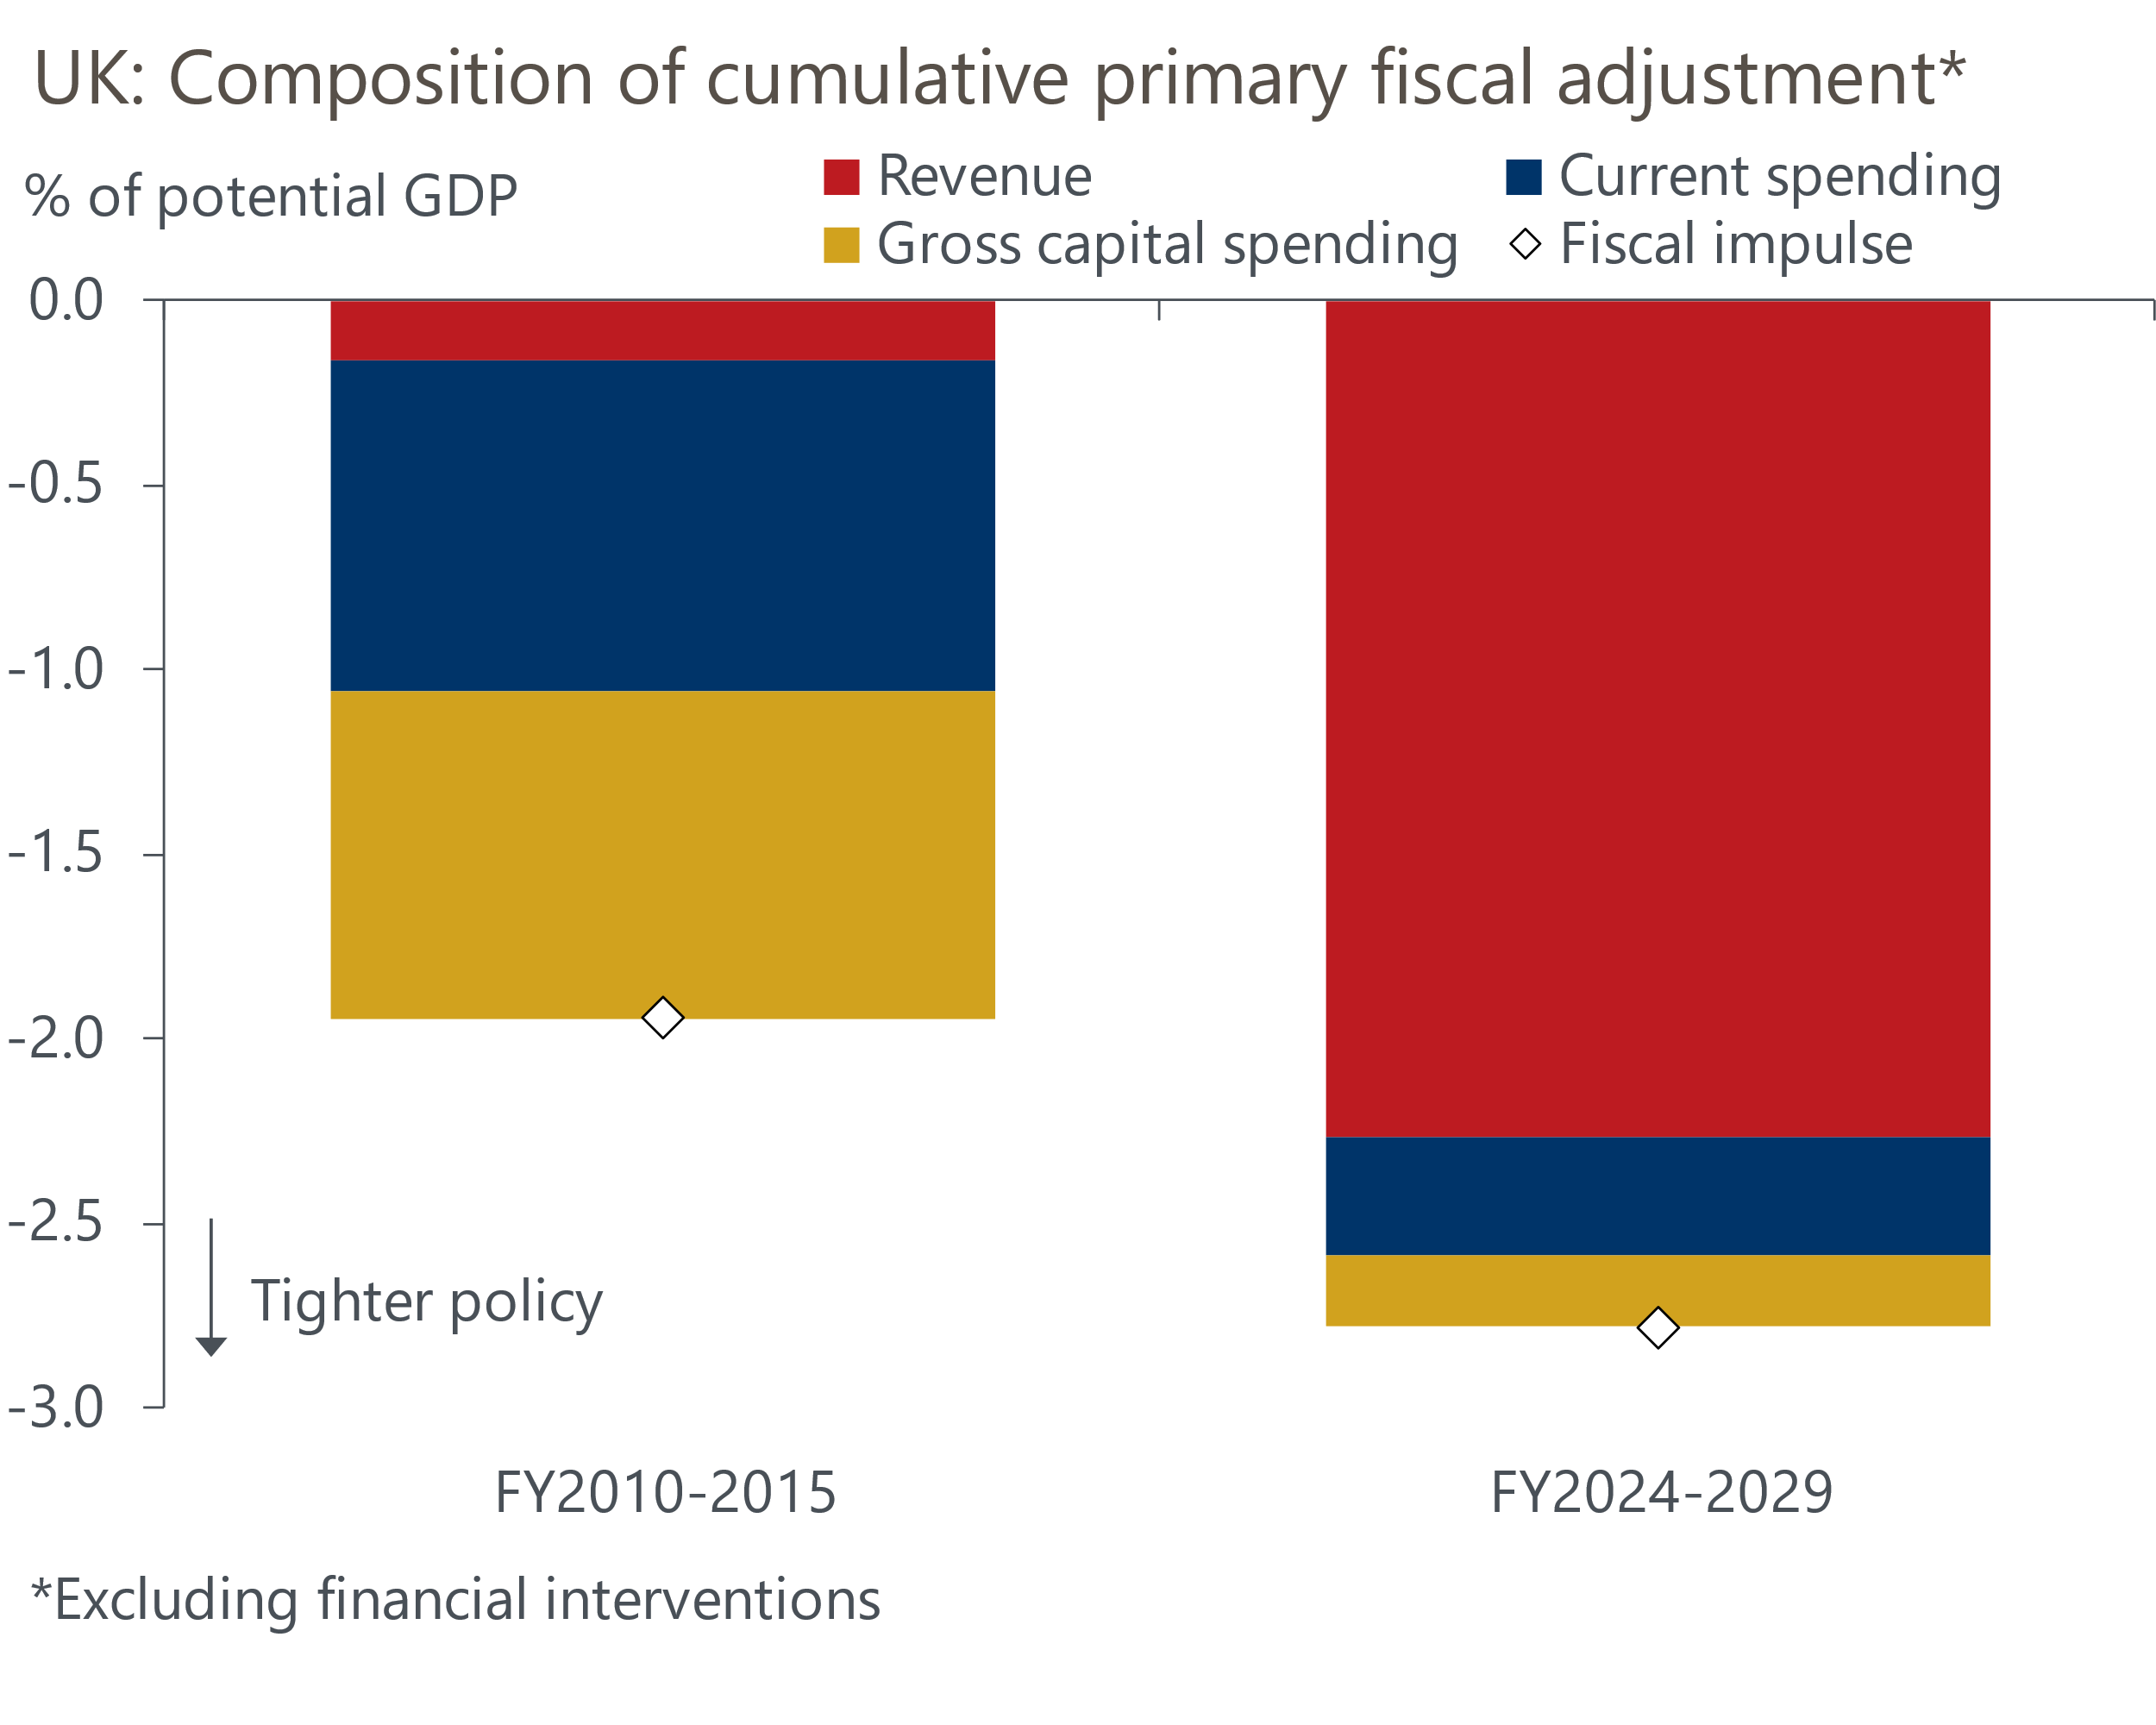 UK: Composition of cumulative primary fiscal adjustment*
% of potential GDP
Revenue
Current spending
Gross capital spending
Fiscal impulse
0.0
-0.5
-1.0
-1.5
-2.0
-2.5
-3.0
Tighter policy
FY2010-2015
FY2024-2029
*Excluding financial interventions